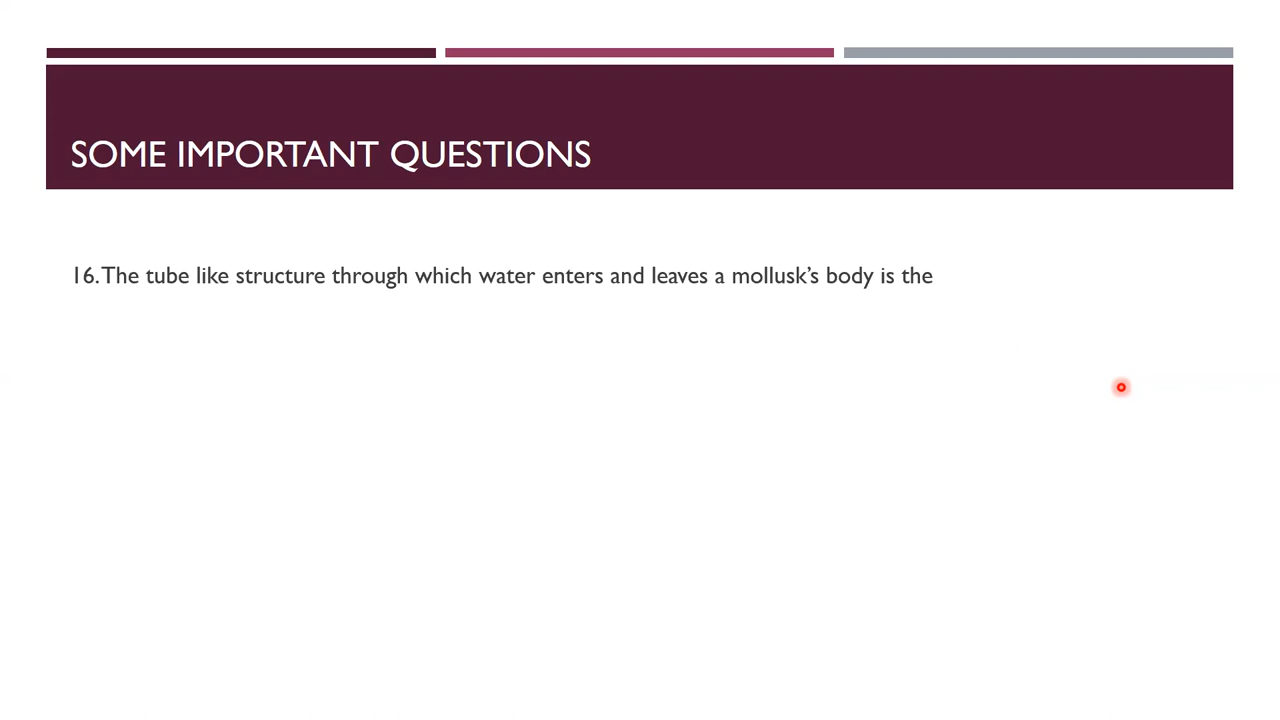 SOME IMPORTANT QUESTIONS
16. The tube like structure through which water enters and leaves a mollusk’s body is the